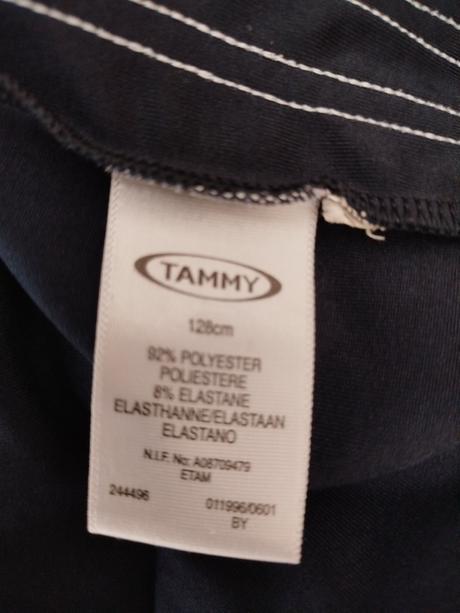 TAMMY
128cm
92% POLYESTER
POLIESTERE
8% ELASTANE
ELASTHANNE/ELASTAAN
ELASTANO
N.I.F. No: A08709479
ETAM
244496 011996/0601
BY